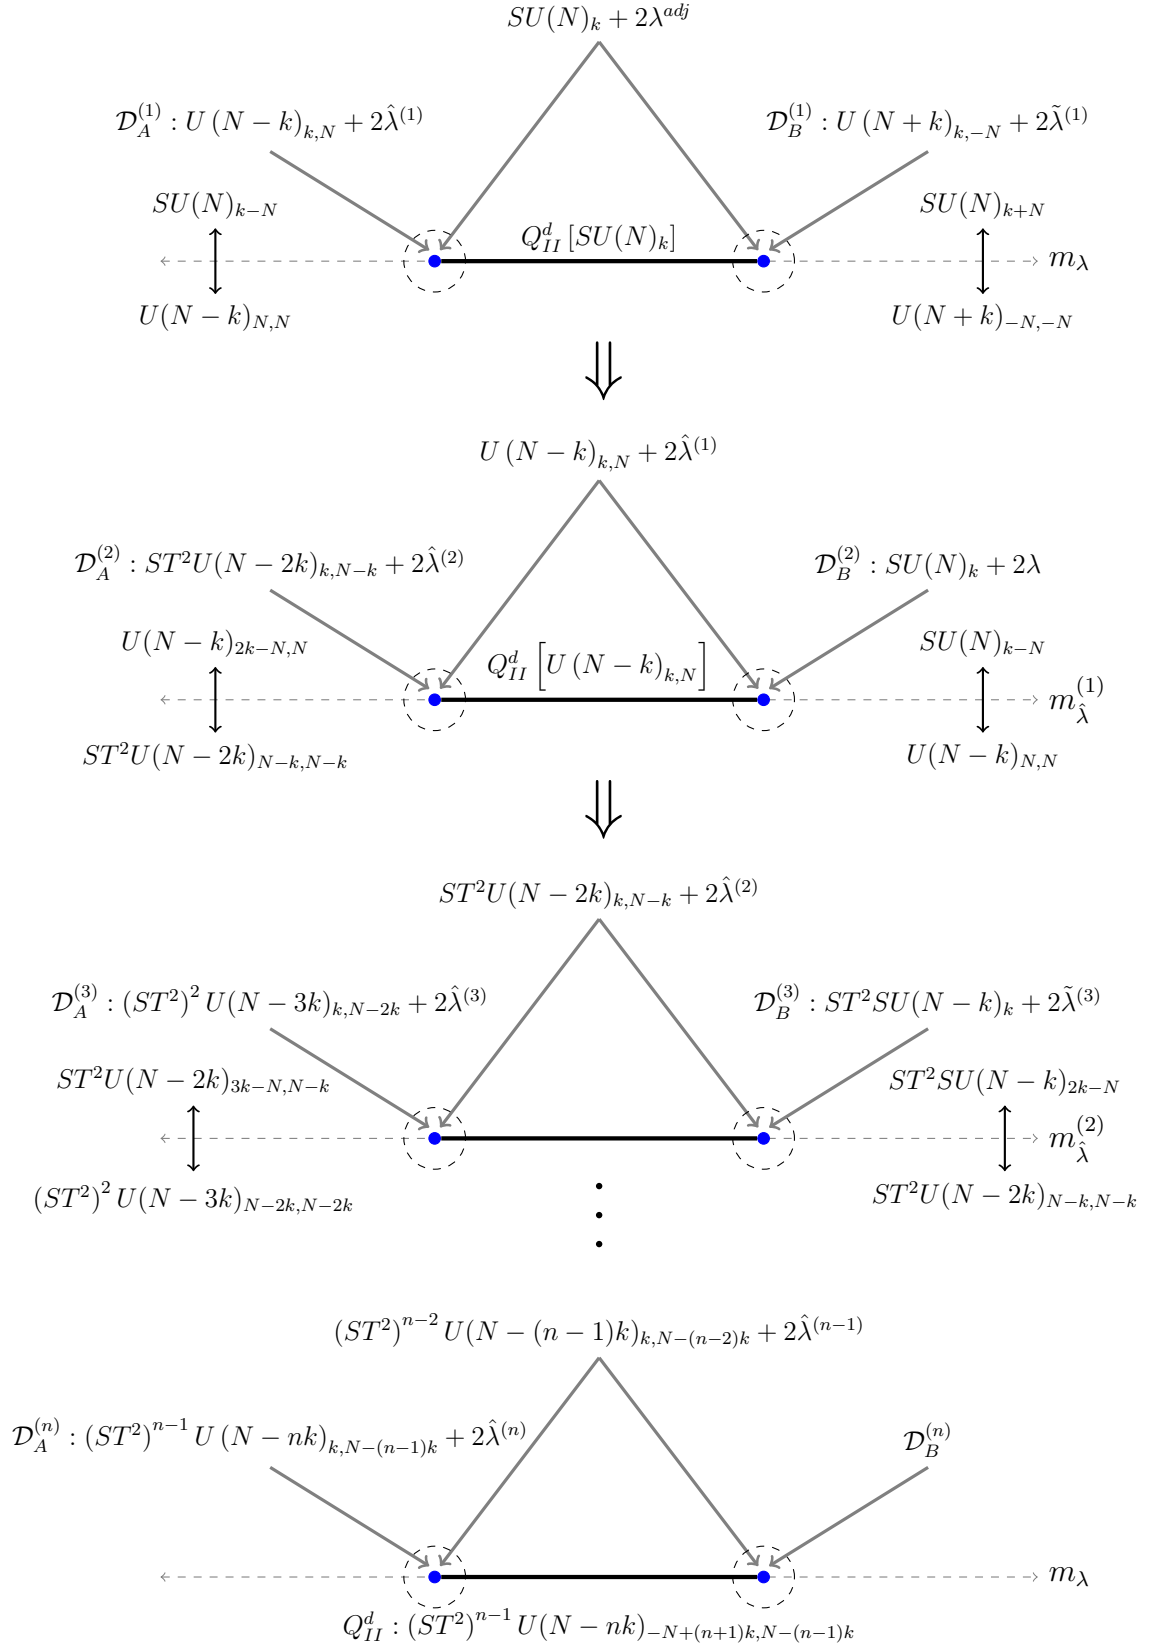 SU(N)_k + 2λ^{adj}
𝒟_A^{(1)} : U (N − k)_{k,N} + 2λ̂^{(1)}
𝒟_B^{(1)} : U (N + k)_{k,−N} + 2λ̃^{(1)}
SU(N)_{k−N}
SU(N)_{k+N}
Q_{II}^d [SU(N)_k]
m_λ
U(N − k)_{N,N}
U(N + k)_{−N,−N}
⇓
U (N − k)_{k,N} + 2λ̂^{(1)}
𝒟_A^{(2)} : ST^2U(N − 2k)_{k,N−k} + 2λ̂^{(2)}
𝒟_B^{(2)} : SU(N)_k + 2λ
U(N − k)_{2k−N,N}
SU(N)_{k−N}
Q_{II}^d [U (N − k)_{k,N}]
m_{λ̂}^{(1)}
ST^2U(N − 2k)_{N−k,N−k}
U(N − k)_{N,N}
⇓
ST^2U(N − 2k)_{k,N−k} + 2λ̂^{(2)}
𝒟_A^{(3)} : (ST^2)^2 U(N − 3k)_{k,N−2k} + 2λ̂^{(3)}
𝒟_B^{(3)} : ST^2SU(N − k)_k + 2λ̃^{(3)}
ST^2U(N − 2k)_{3k−N,N−k}
ST^2SU(N − k)_{2k−N}
m_{λ̂}^{(2)}
(ST^2)^2 U(N − 3k)_{N−2k,N−2k}
ST^2U(N − 2k)_{N−k,N−k}
(ST^2)^{n−2} U(N − (n − 1)k)_{k,N−(n−2)k} + 2λ̂^{(n−1)}
𝒟_A^{(n)} : (ST^2)^{n−1} U (N − nk)_{k,N−(n−1)k} + 2λ̂^{(n)}
𝒟_B^{(n)}
m_λ
Q_{II}^d : (ST^2)^{n−1} U(N − nk)_{−N+(n+1)k,N−(n−1)k}